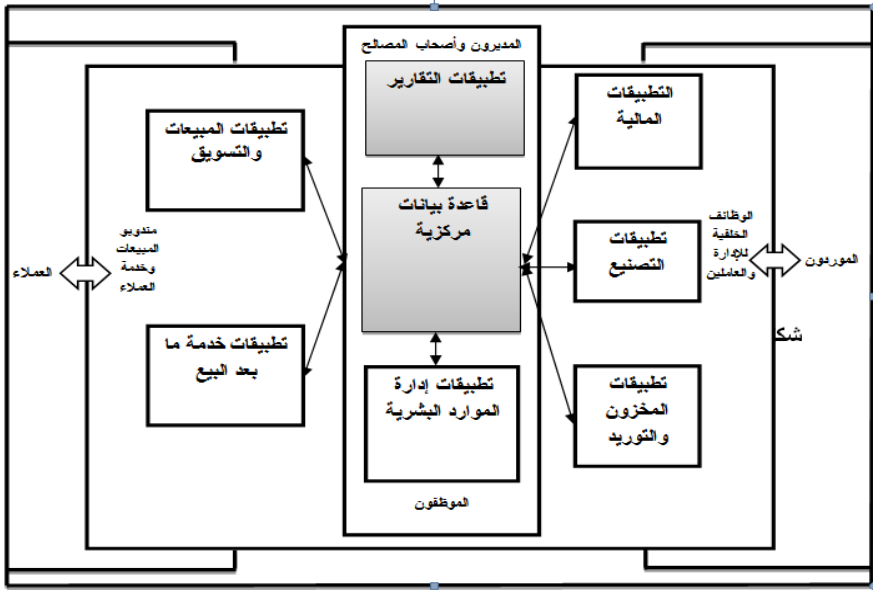 المديرون وأصحاب المصالح
تطبيقات التقارير
التطبيقات
المالية
تطبيقات المبيعات
والتسويق
قاعدة بيانات
مركزية
الوظائف
الخلفية
للإدارة
والعاملين
تطبيقات
التصنيع
مندوبو
المبيعات
وخدمة
العملاء
الموردون
العملاء
شك
تطبيقات خدمة ما
بعد البيع
تطبيقات إدارة
الموارد البشرية
تطبيقات
المخزون
والتوريد
الموظفون